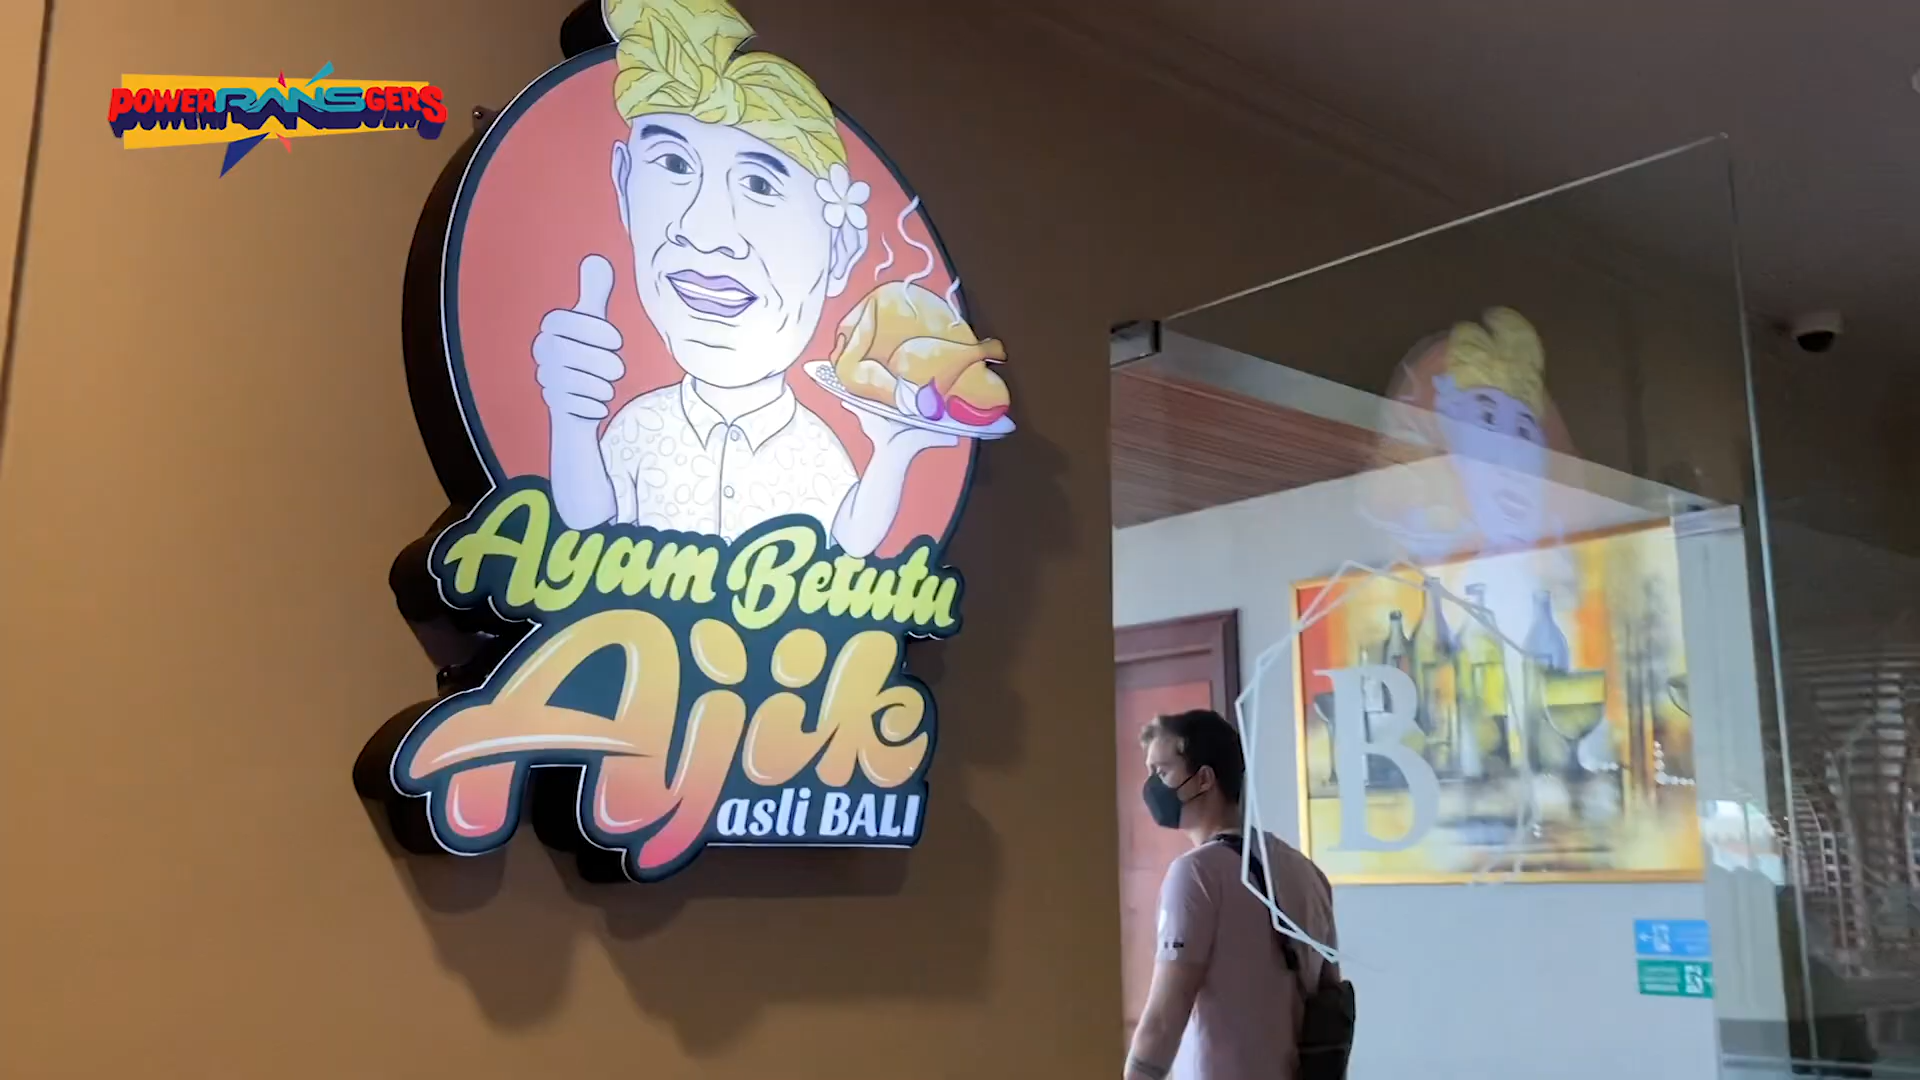 POWERRANSGERS
Ayam Betutu
Ajik
asli BALI
B